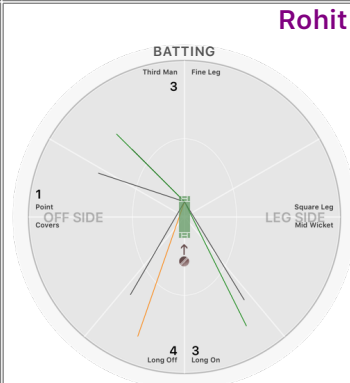 Rohit
BATTING
Third Man Fine Leg
3
1
Point Square Leg
OFF SIDE LEG SIDE
Covers Mid Wicket
4 3
Long Off Long On